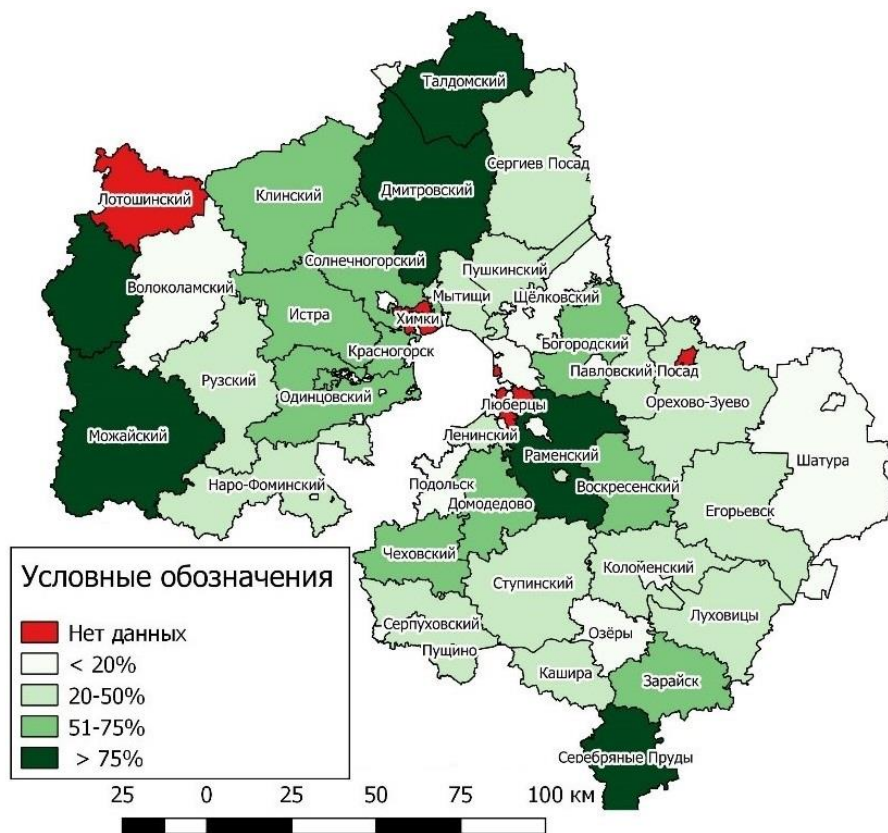 Талдомский
Сергиев Посад
Лотошинский
Клинский
Дмитровский
Солнечногорский
Пушкинский
Волоколамский
Мытищи
Щёлковский
Истра
Химки
Богородский
Красногорск
Павловский Посад
Рузский
Одинцовский
Орехово-Зуево
Люберцы
Можайский
Ленинский
Раменский
Шатура
Наро-Фоминский
Подольск
Воскресенский
Домодедово
Егорьевск
Чеховский
Ступинский
Коломенский
Луховицы
Серпуховский
Озёры
Пущино
Кашира
Зарайск
Серебряные Пруды
Условные обозначения
Нет данных
< 20%
20-50%
51-75%
> 75%
25 0 25 50 75 100 км